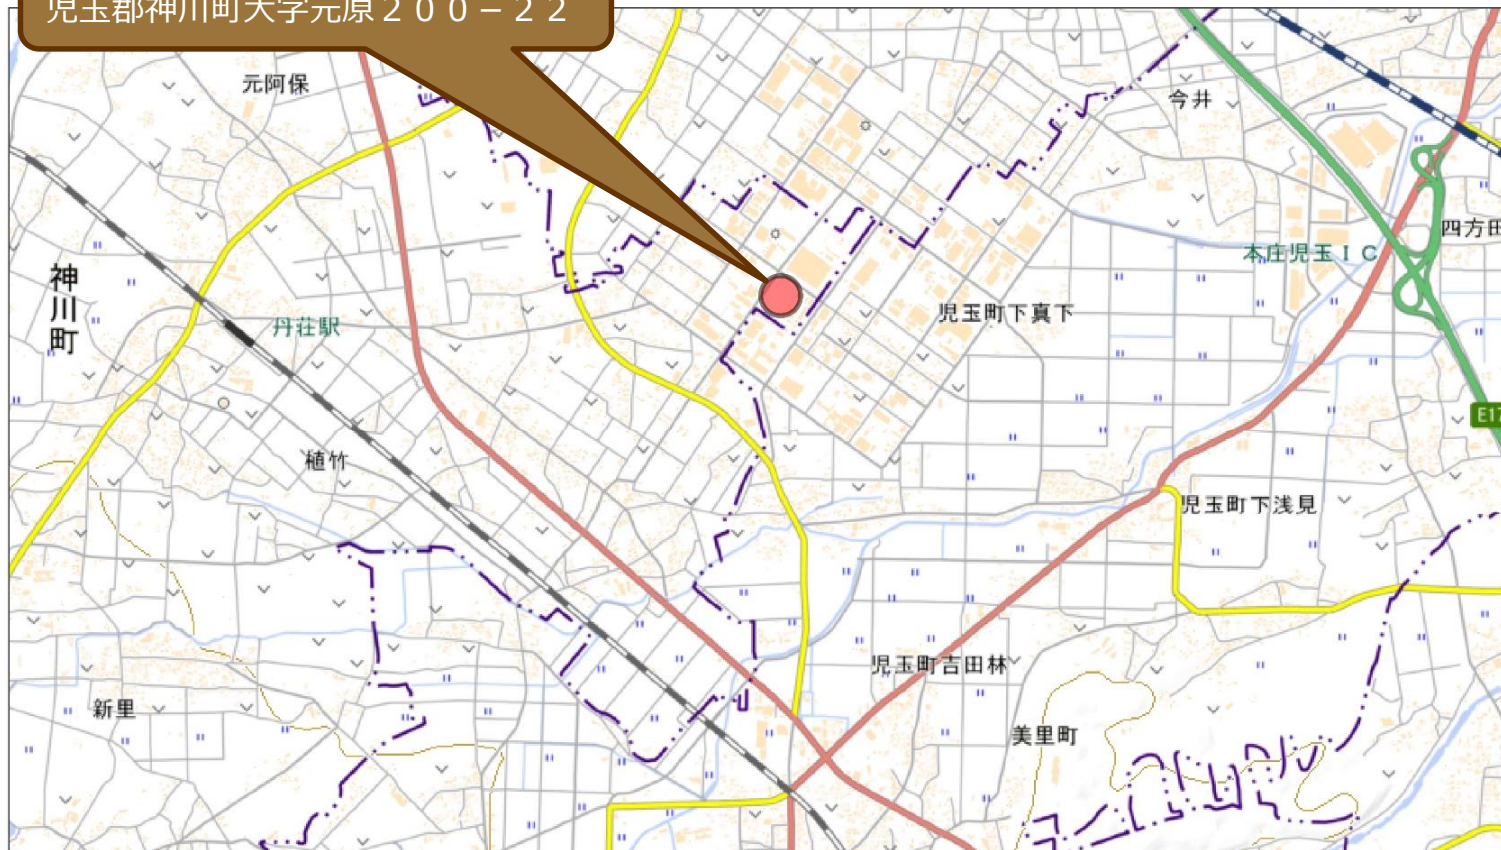 児玉郡神川町大字元原２００－２２
元阿保
今井
四方田
本庄児玉ＩＣ
神川町
丹荘駅
児玉町下真下
E17
植竹
児玉町下浅見
児玉町吉田林
新里
美里町